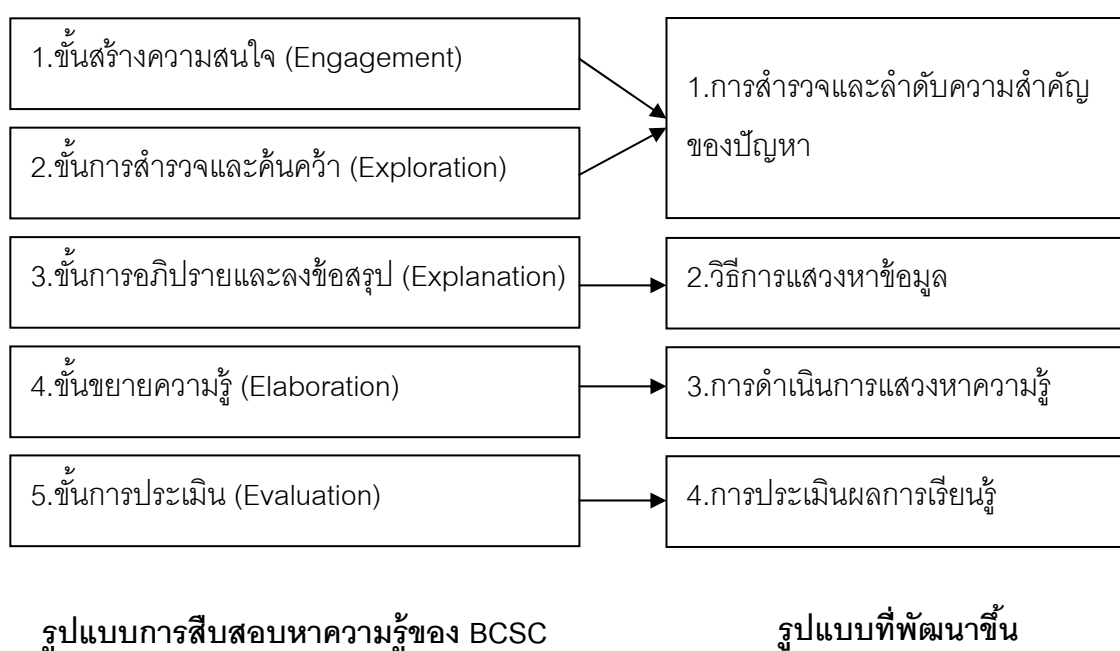 1.ขั้นสร้างความสนใจ (Engagement)
2.ขั้นการสำรวจและค้นคว้า (Exploration)
1.การสำรวจและลำดับความสำคัญ
ของปัญหา
3.ขั้นการอภิปรายและลงข้อสรุป (Explanation)
2.วิธีการแสวงหาข้อมูล
4.ขั้นขยายความรู้ (Elaboration)
3.การดำเนินการแสวงหาความรู้
5.ขั้นการประเมิน (Evaluation)
4.การประเมินผลการเรียนรู้
รูปแบบการสืบสอบหาความรู้ของ BCSC
รูปแบบที่พัฒนาขึ้น